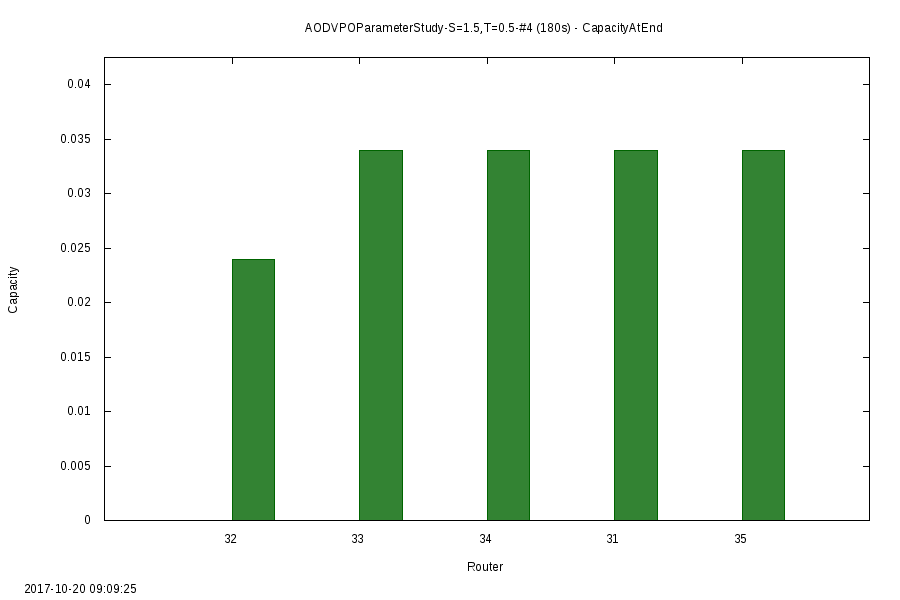 AODVPOParameterStudy-S=1.5,T=0.5-#4 (180s) - CapacityAtEnd
0.04
0.035
0.03
0.025
0.02
0.015
0.01
0.005
0
Capacity
32 33 34 31 35
Router
2017-10-20 09:09:25